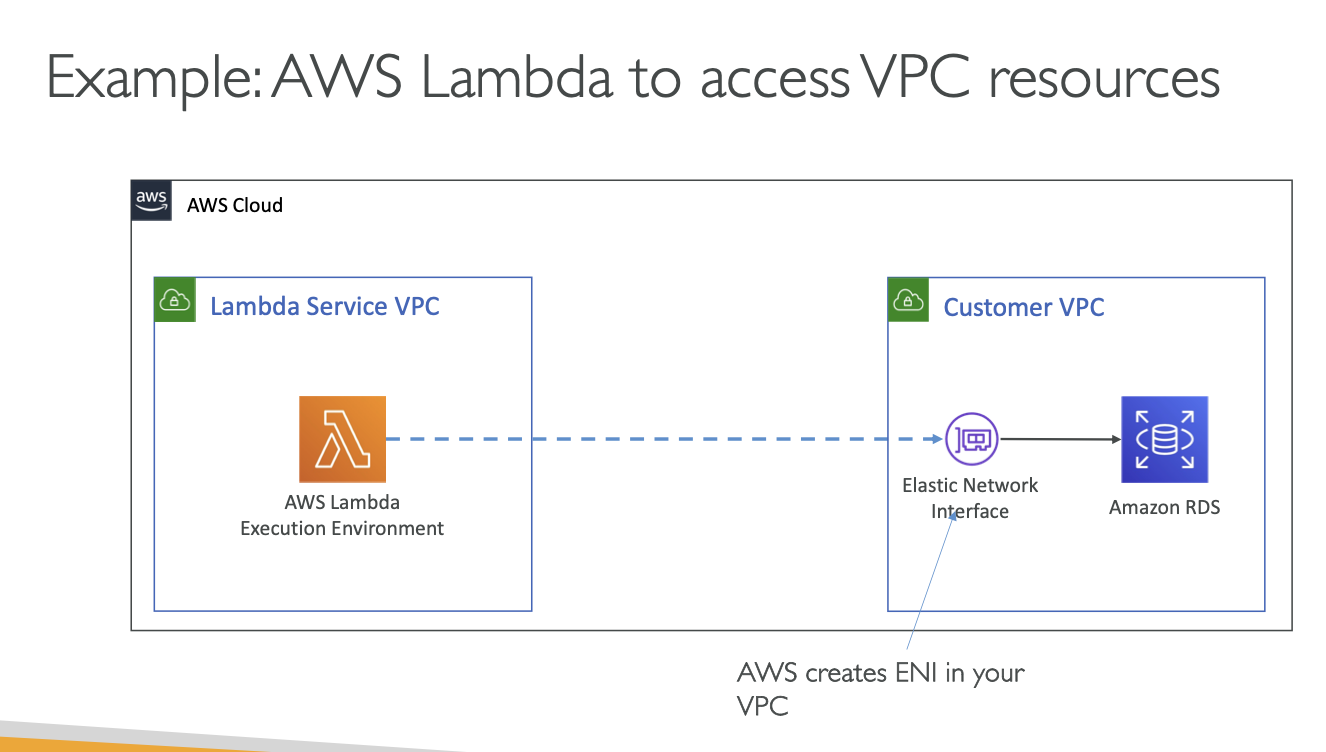 Example: AWS Lambda to access VPC resources
aws
AWS Cloud
Lambda Service VPC
Customer VPC
AWS Lambda
Execution Environment
Elastic Network
Interface
Amazon RDS
AWS creates ENI in your
VPC